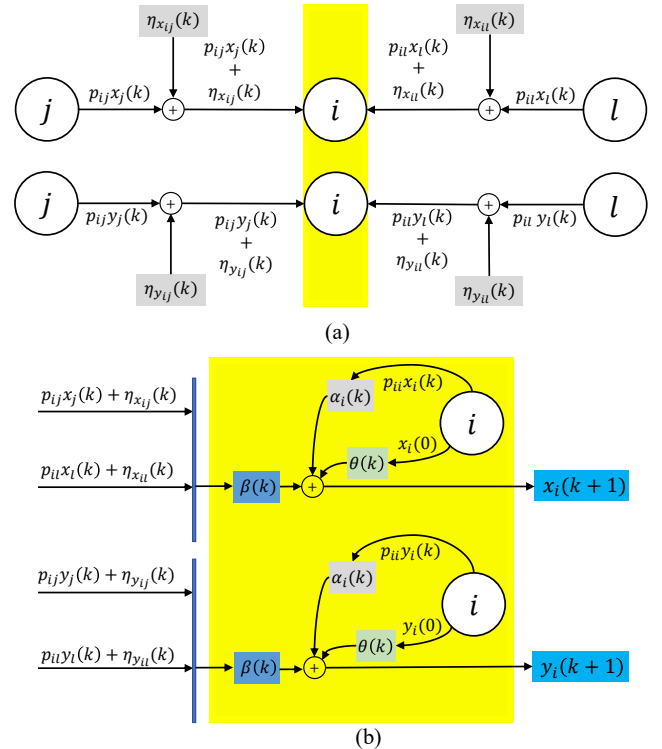 η_{x_{ij}}(k)
p_{ij}x_j(k)
+
η_{x_{ij}}(k)
p_{il}x_l(k)
+
η_{x_{il}}(k)
η_{x_{il}}(k)
j
p_{ij}x_j(k)
+
i
+
p_{il}x_l(k)
l
j
p_{ij}y_j(k)
+
i
+
p_{il} y_l(k)
l
p_{ij}y_j(k)
+
η_{y_{ij}}(k)
p_{il}y_l(k)
+
η_{y_{il}}(k)
η_{y_{ij}}(k)
η_{y_{il}}(k)
(a)
p_{ij}x_j(k) + η_{x_{ij}}(k)
α_i(k)
p_{ii}x_i(k)
i
x_i(0)
θ(k)
p_{il}x_l(k) + η_{x_{il}}(k)
β(k)
+
x_i(k + 1)
p_{ij}y_j(k) + η_{y_{ij}}(k)
α_i(k)
p_{ii}y_i(k)
i
y_i(0)
θ(k)
p_{il}y_l(k) + η_{y_{il}}(k)
β(k)
+
y_i(k + 1)
(b)